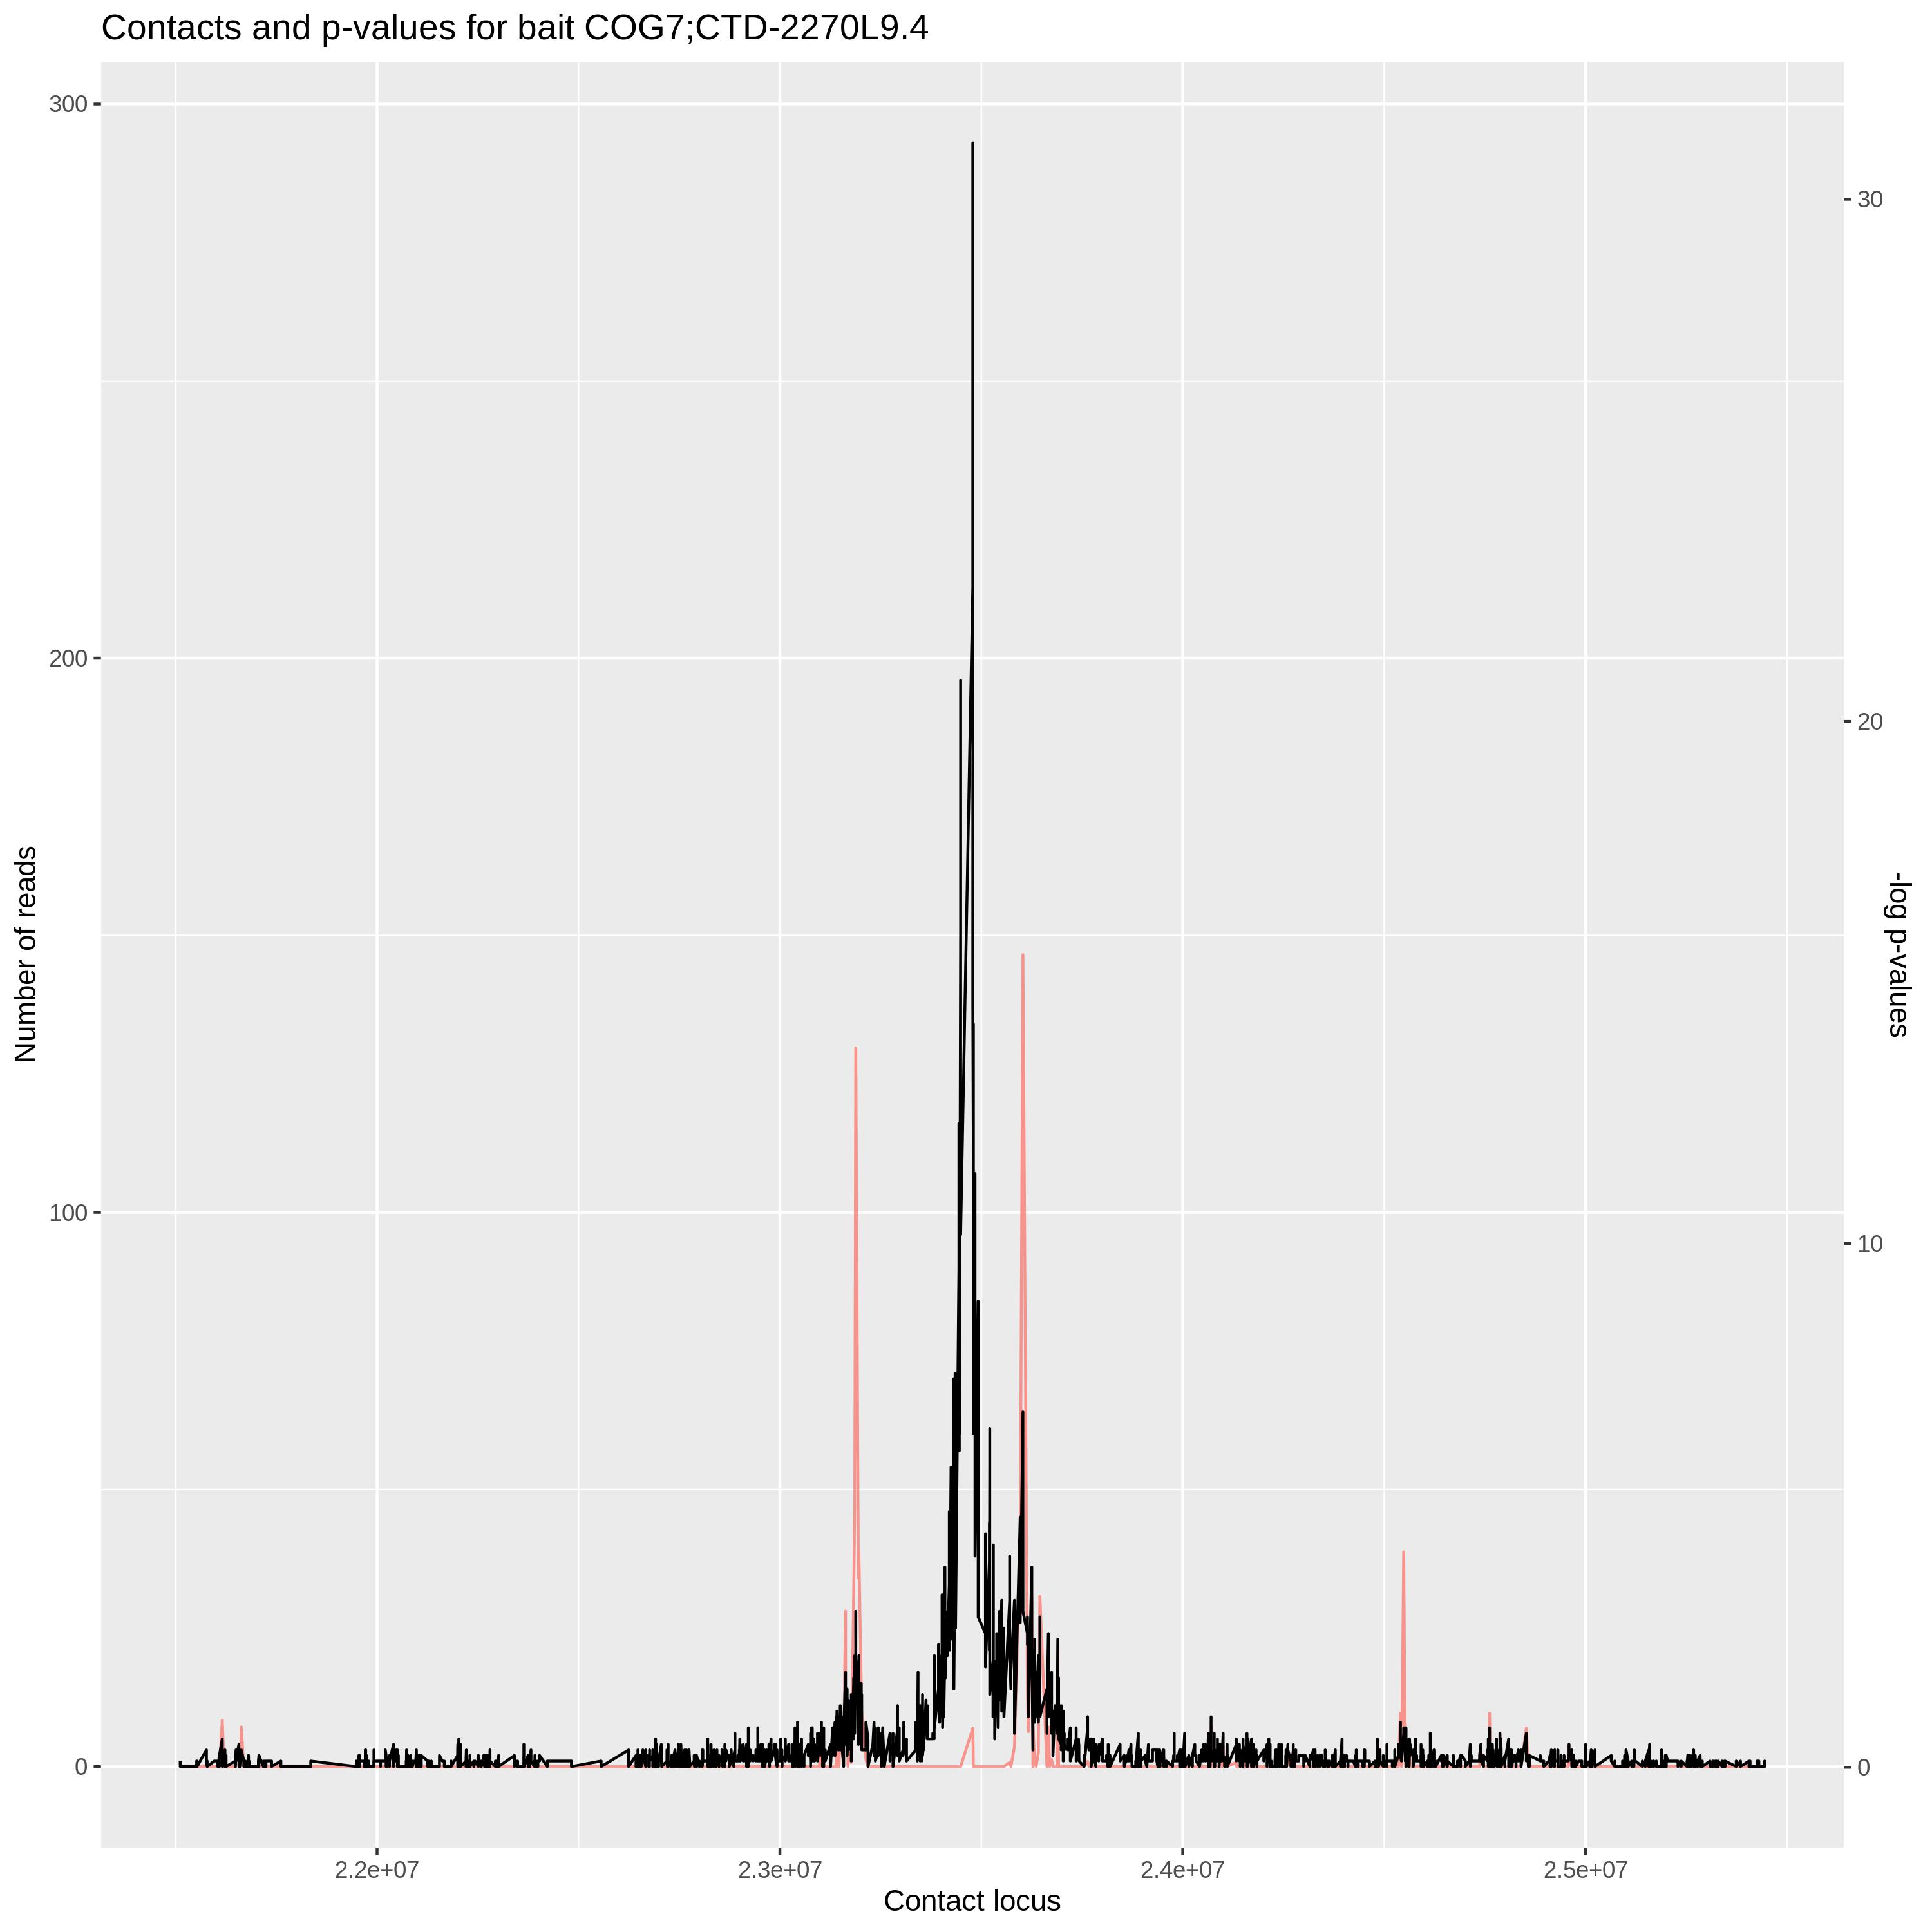 Contacts and p-values for bait COG7;CTD-2270L9.4
300
200
100
0
Number of reads
30
20
10
0
-log p-values
2.2e+07
2.3e+07
2.4e+07
2.5e+07
Contact locus